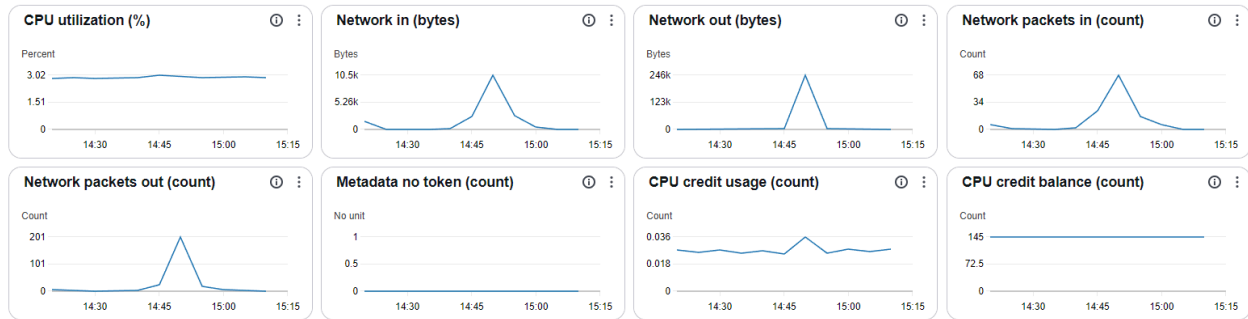 CPU utilization (%)
Percent
3.02
1.51
0
14:30 14:45 15:00 15:15
Network in (bytes)
Bytes
10.5k
5.26k
0
14:30 14:45 15:00 15:15
Network out (bytes)
Bytes
246k
123k
0
14:30 14:45 15:00 15:15
Network packets in (count)
Count
68
34
0
14:30 14:45 15:00 15:15
Network packets out (count)
Count
201
101
0
14:30 14:45 15:00 15:15
Metadata no token (count)
No unit
1
0.5
0
14:30 14:45 15:00 15:15
CPU credit usage (count)
Count
0.036
0.018
0
14:30 14:45 15:00 15:15
CPU credit balance (count)
Count
145
72.5
0
14:30 14:45 15:00 15:15